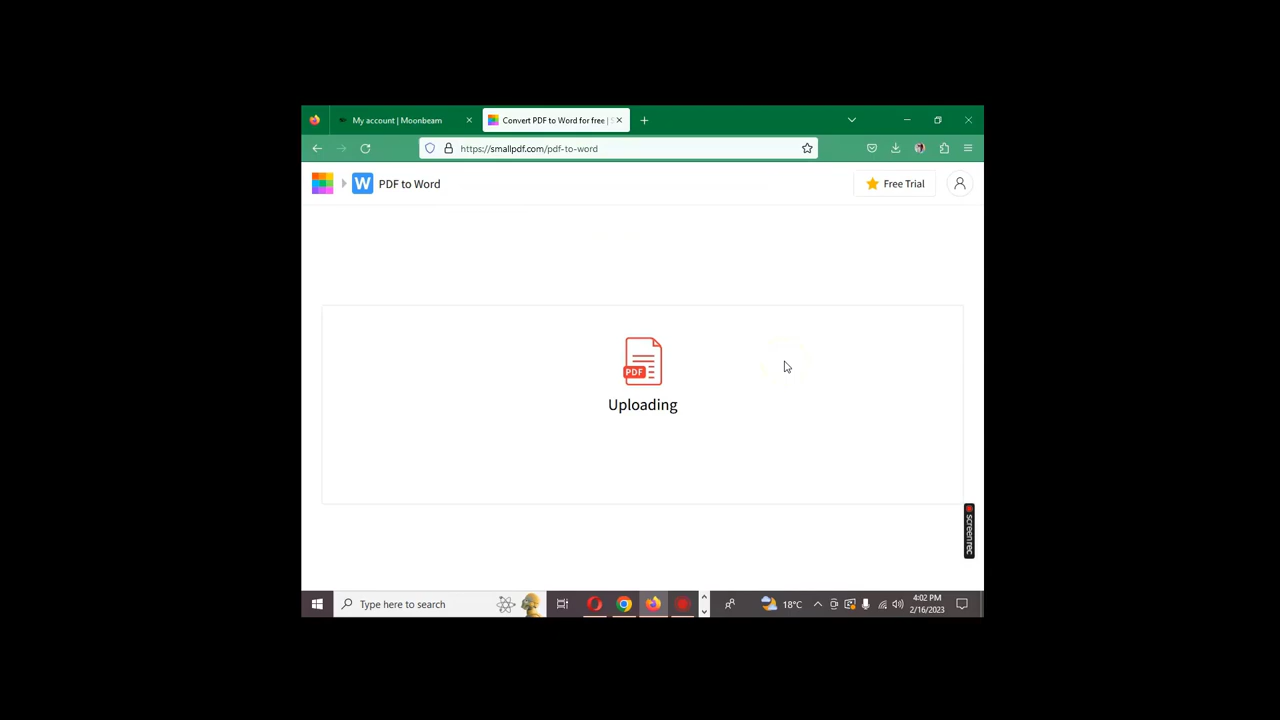 My account | Moonbeam
Convert PDF to Word for free |
https://smallpdf.com/pdf-to-word
W PDF to Word
Free Trial
PDF
Uploading
screenrec
Type here to search
18°C
4:02 PM
2/16/2023